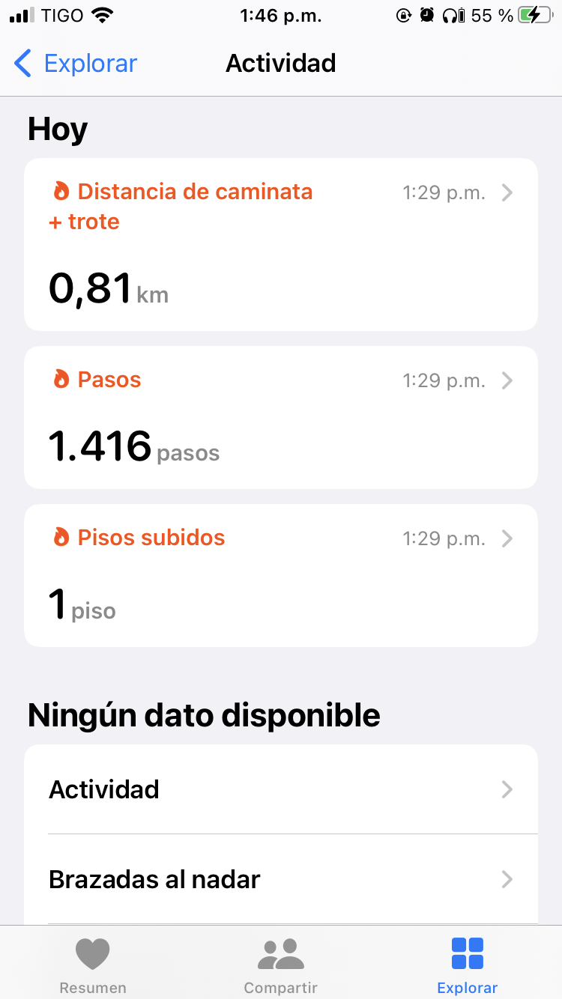 TIGO 1:46 p.m. 55 %
Explorar Actividad
Hoy
Distancia de caminata 1:29 p.m.
+ trote
0,81 km
Pasos 1:29 p.m.
1.416 pasos
Pisos subidos 1:29 p.m.
1 piso
Ningún dato disponible
Actividad
Brazadas al nadar
Resumen Compartir Explorar